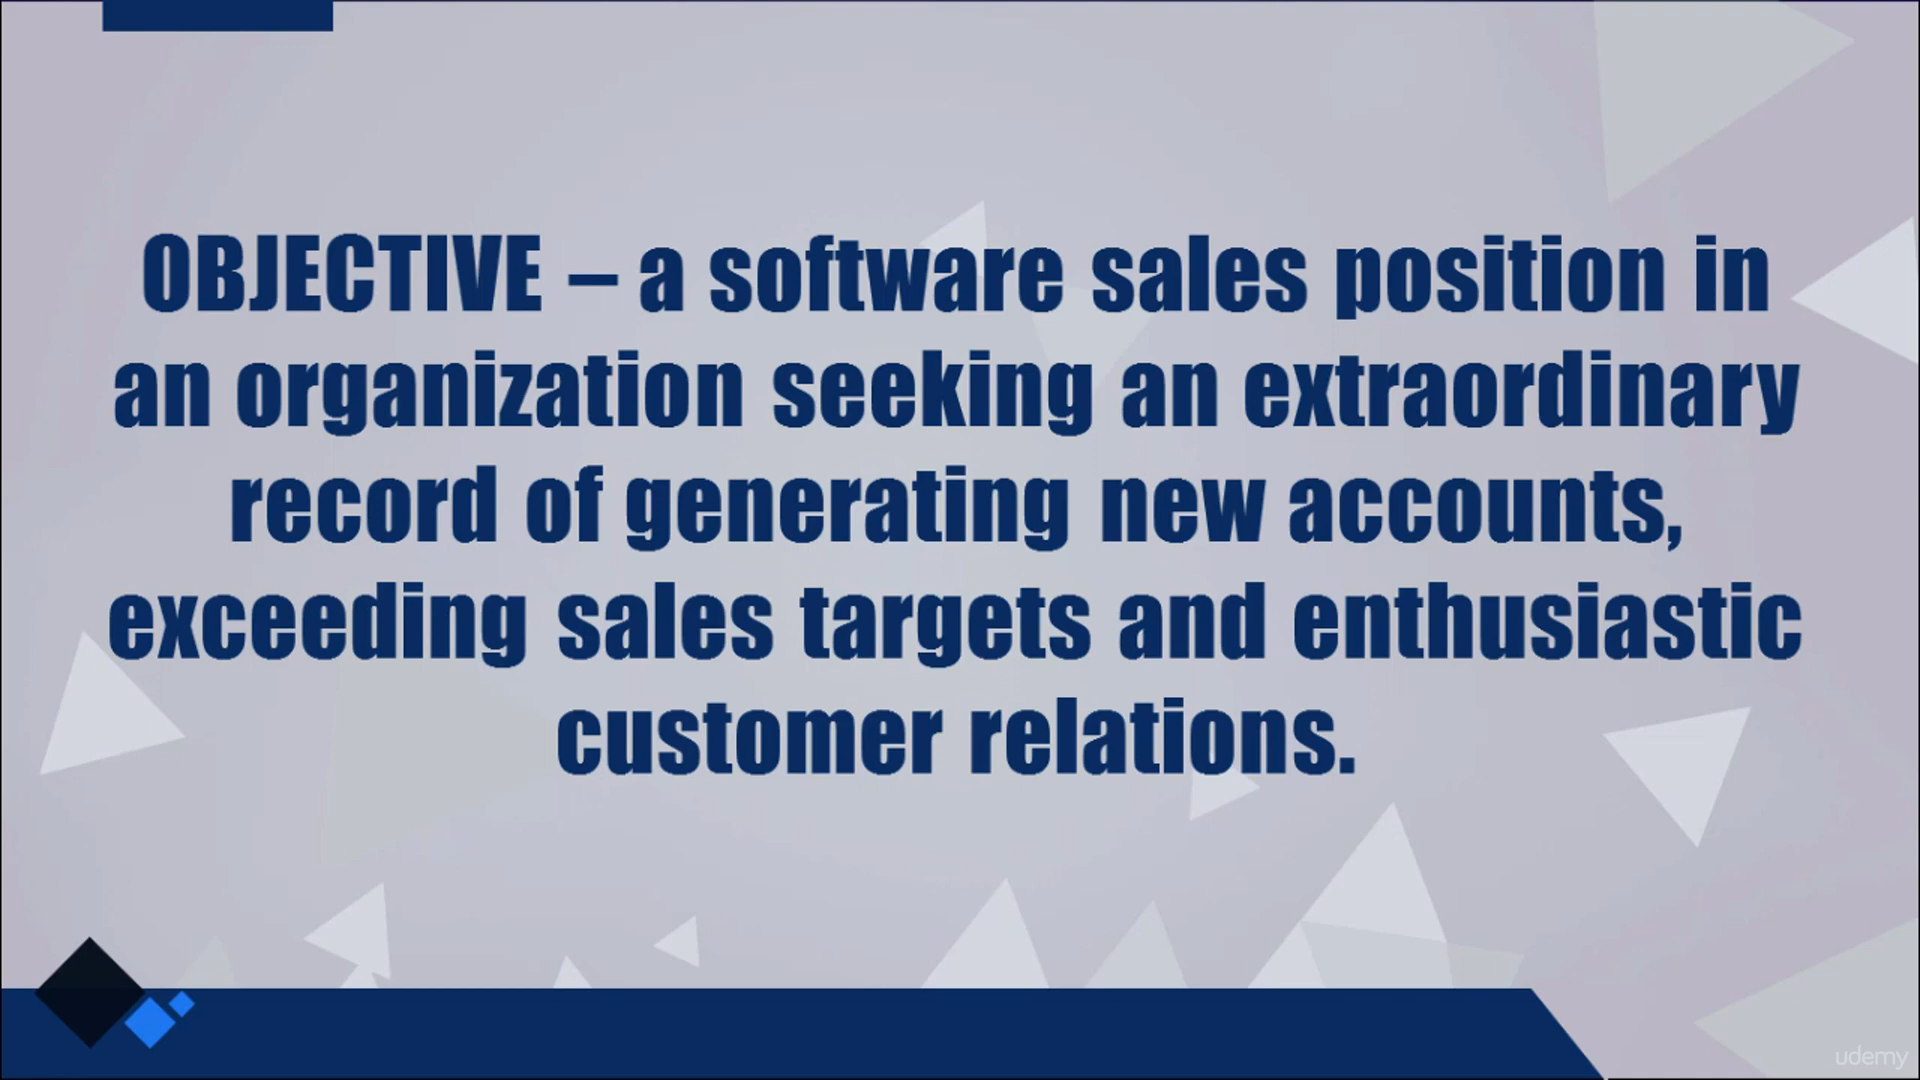 OBJECTIVE – a software sales position in
an organization seeking an extraordinary
record of generating new accounts,
exceeding sales targets and enthusiastic
customer relations.
udemy